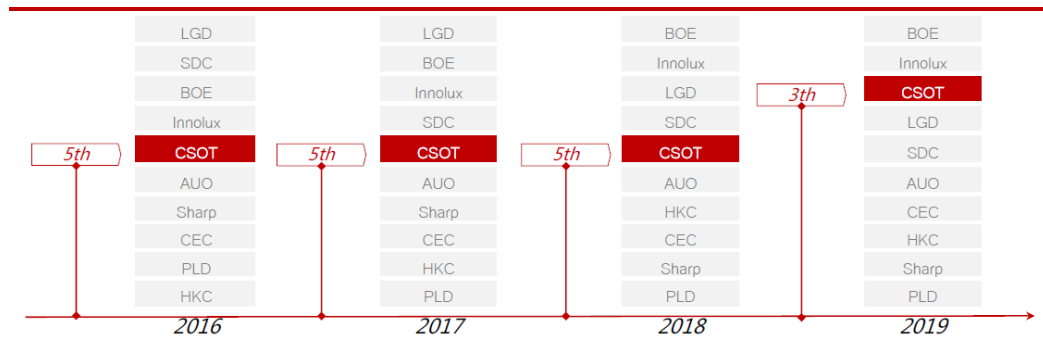 LGD
SDC
BOE
Innolux
5th
CSOT
AUO
Sharp
CEC
PLD
HKC
2016
LGD
BOE
Innolux
SDC
5th
CSOT
AUO
Sharp
CEC
HKC
PLD
2017
BOE
Innolux
LGD
SDC
5th
CSOT
AUO
HKC
CEC
Sharp
PLD
2018
BOE
Innolux
3th
CSOT
LGD
SDC
AUO
CEC
HKC
Sharp
PLD
2019